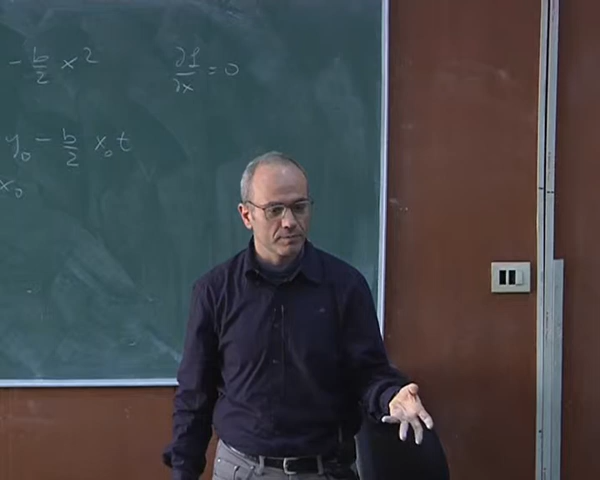 - b/2 x² ∂f/∂x = 0
y₀ - b/2 x₀ t
x₀